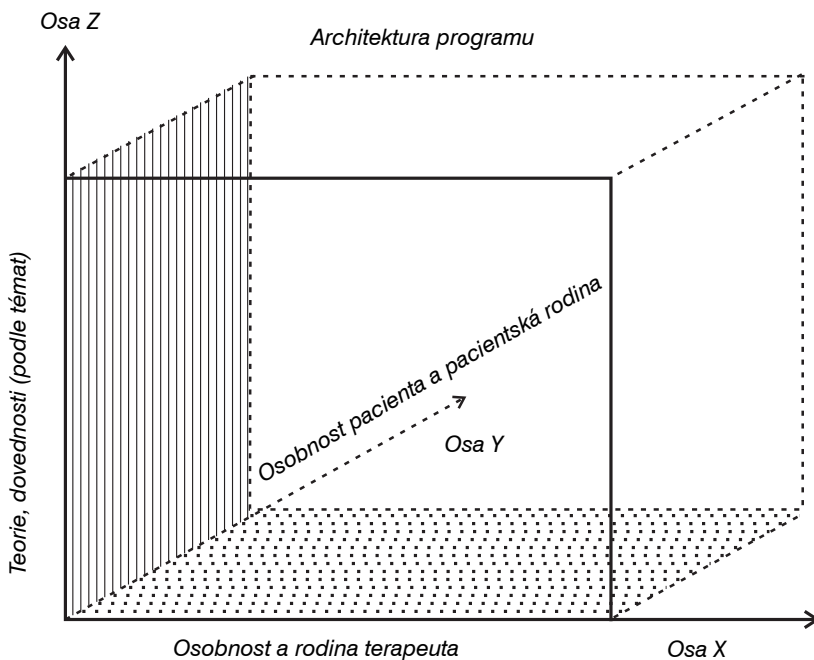 Osa Z
Architektura programu
Teorie, dovednosti (podle témat)
Osobnost pacienta a pacientská rodina
Osa Y
Osobnost a rodina terapeuta
Osa X